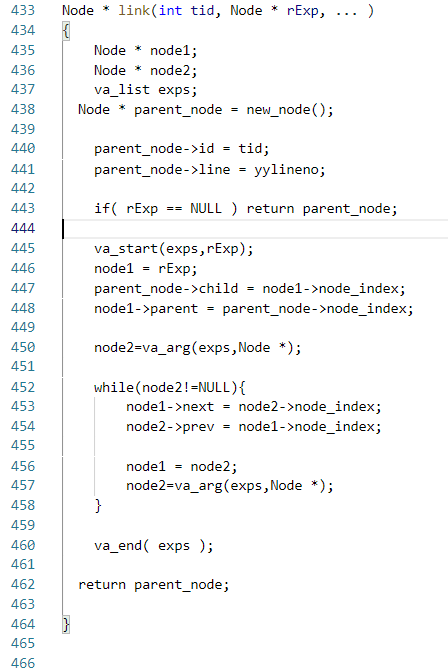 433 Node * link(int tid, Node * rExp, ... )
434 {
435     Node * node1;
436     Node * node2;
437     va_list exps;
438   Node * parent_node = new_node();
439
440     parent_node->id = tid;
441     parent_node->line = yylineno;
442
443     if( rExp == NULL ) return parent_node;
444
445     va_start(exps,rExp);
446     node1 = rExp;
447     parent_node->child = node1->node_index;
448     node1->parent = parent_node->node_index;
449
450     node2=va_arg(exps,Node *);
451
452     while(node2!=NULL){
453         node1->next = node2->node_index;
454         node2->prev = node1->node_index;
455
456         node1 = node2;
457         node2=va_arg(exps,Node *);
458     }
459
460     va_end( exps );
461
462   return parent_node;
463
464 }
465
466